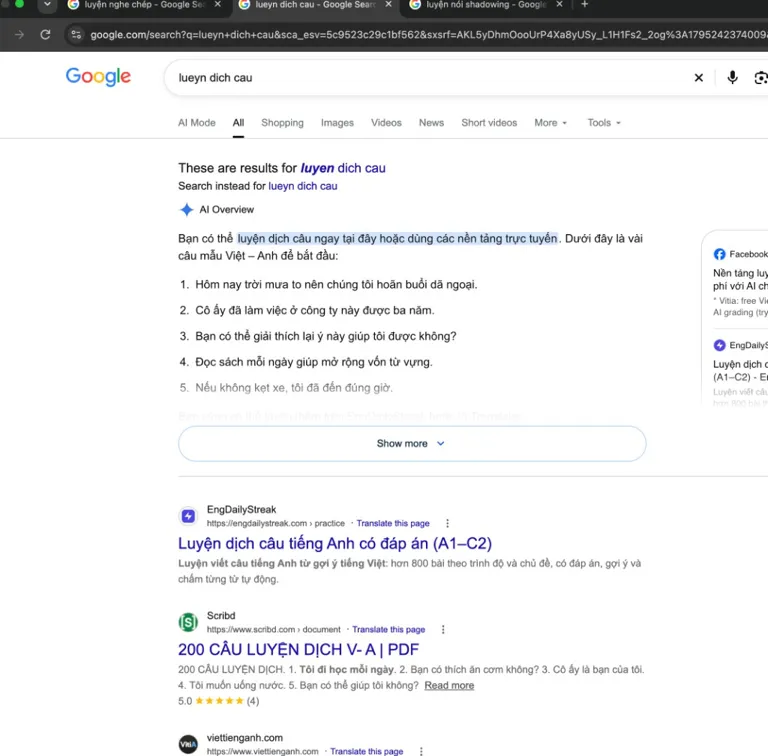 luyện nghe chép - Google Sea
lueyn dich cau - Google Search
luyện nói shadowing - Google
google.com/search?q=lueyn+dich+cau&sca_esv=5c9523c29c1bf562&sxsrf=AKL5yDhmOooUrP4Xa8yUSy_L1H1Fs2_2og%3A1795242374009
Google
lueyn dich cau
AI Mode All Shopping Images Videos News Short videos More Tools
These are results for luyen dich cau
Search instead for lueyn dich cau
AI Overview
Bạn có thể luyện dịch câu ngay tại đây hoặc dùng các nền tảng trực tuyến. Dưới đây là vài
câu mẫu Việt – Anh để bắt đầu:
1. Hôm nay trời mưa to nên chúng tôi hoãn buổi dã ngoại.
2. Cô ấy đã làm việc ở công ty này được ba năm.
3. Bạn có thể giải thích lại ý này giúp tôi được không?
4. Đọc sách mỗi ngày giúp mở rộng vốn từ vựng.
5. Nếu không kẹt xe, tôi đã đến đúng giờ.
Show more
Facebook
Nền tảng luy
phí với AI ch
* Vitia: free Vie
AI grading (try
EngDailyS
Luyện dịch c
(A1–C2) - En
Luyện viết câu
hơn 800 bài th
EngDailyStreak
https://engdailystreak.com › practice · Translate this page
Luyện dịch câu tiếng Anh có đáp án (A1–C2)
Luyện viết câu tiếng Anh từ gợi ý tiếng Việt: hơn 800 bài theo trình độ và chủ đề, có đáp án, gợi ý và
chấm từng từ tự động.
Scribd
https://www.scribd.com › document · Translate this page
200 CÂU LUYỆN DỊCH V- A | PDF
200 CÂU LUYỆN DỊCH. 1. Tôi đi học mỗi ngày. 2. Bạn có thích ăn cơm không? 3. Cô ấy là bạn của tôi.
4. Tôi muốn uống nước. 5. Bạn có thể giúp tôi không? Read more
5.0 ★★★★★ (4)
VNIA
viettienganh.com
https://www.viettienganh.com · Translate this page